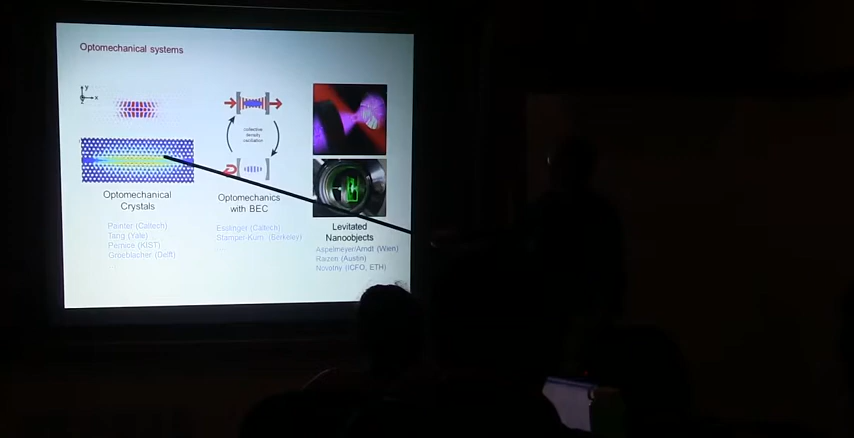 Optomechanical systems
y
x
collective
density
oscillation
Optomechanical
Crystals
Painter (Caltech)
Tang (Yale)
Pernice (KIST)
Groeblacher (Delft)
Optomechanics
with BEC
Esslinger (Caltech)
Stamper Kurn (Berkeley)
Levitated
Nanoobjects
Aspelmeyer/Arndt (Wien)
Raizen (Austin)
Novotny (ICFO, ETH)